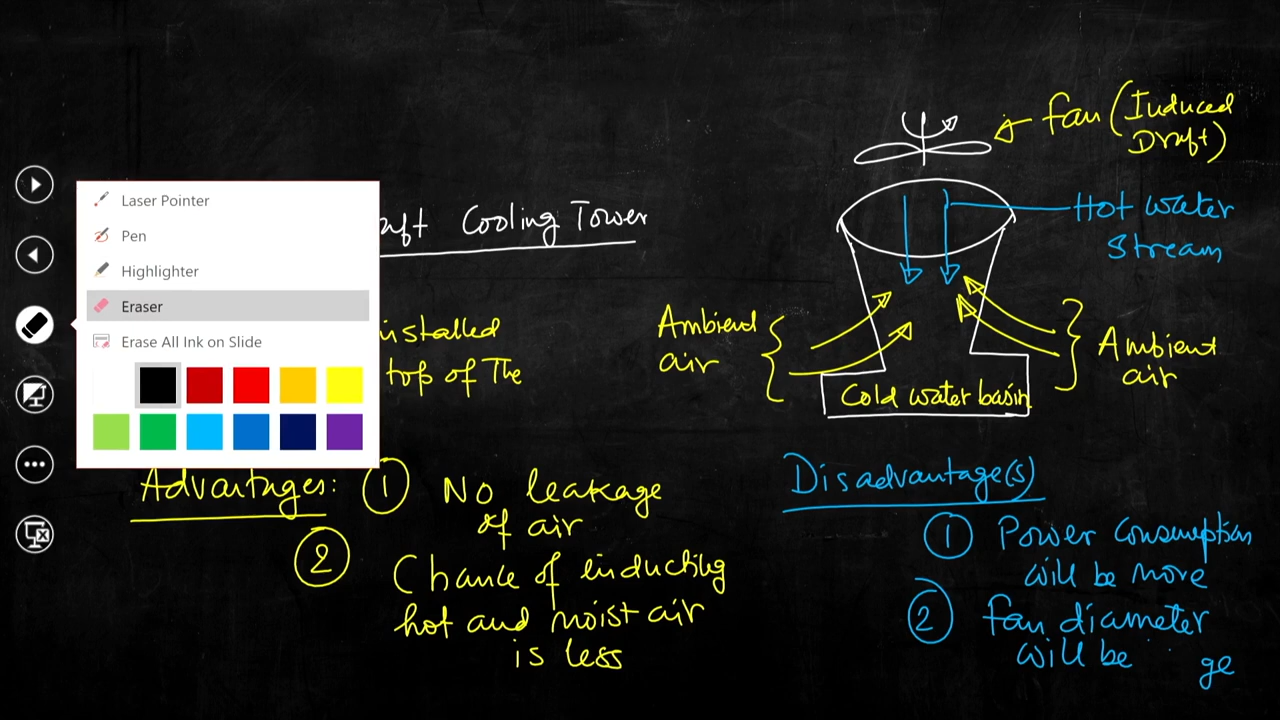 fan (Induced
Draft)
Laser Pointer
Pen
Highlighter
Eraser
Erase All Ink on Slide
aft Cooling Tower
Hot water
stream
installed
top of The
Ambient
air
Ambient
air
Cold water basin
Advantages: ① No leakage
of air
② Chance of inducting
hot and moist air
is less
Disadvantage(s)
① Power Consumption
will be more
② fan diameter
will be ge